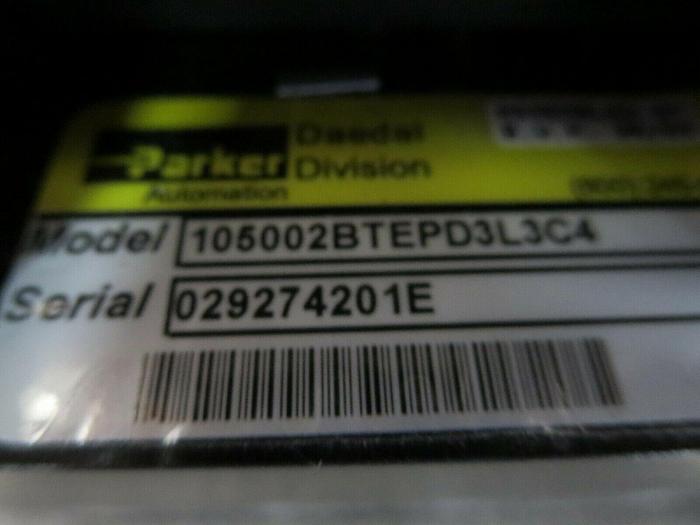 Parker
Automation
Daedal
Division
Model 105002BTEPD3L3C4
Serial 029274201E